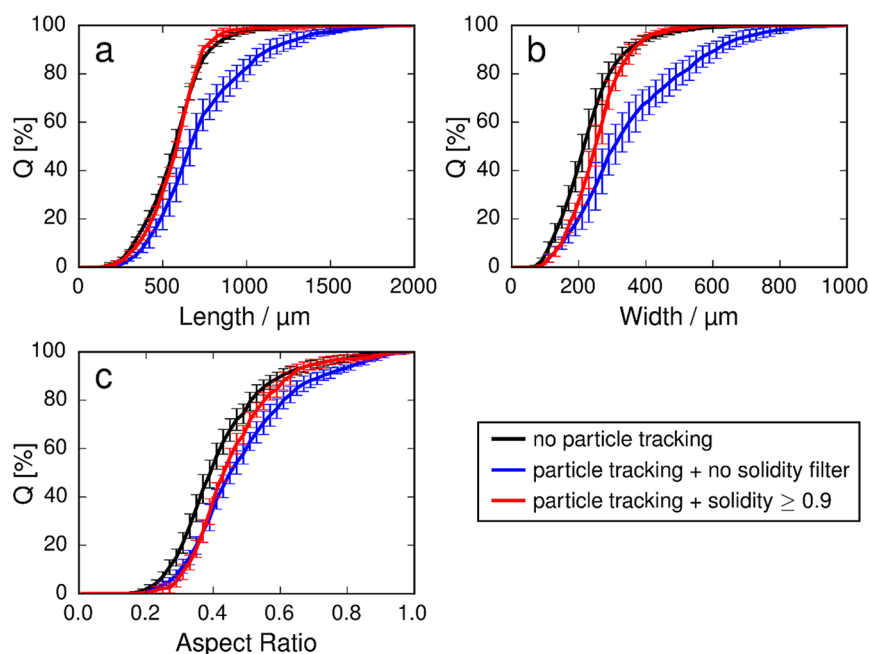 a
Q [%]
100
80
60
40
20
0
0
500
1000
1500
2000
Length / μm
b
Q [%]
100
80
60
40
20
0
0
200
400
600
800
1000
Width / μm
c
Q [%]
100
80
60
40
20
0
0.0
0.2
0.4
0.6
0.8
1.0
Aspect Ratio
no particle tracking
particle tracking + no solidity filter
particle tracking + solidity ≥ 0.9